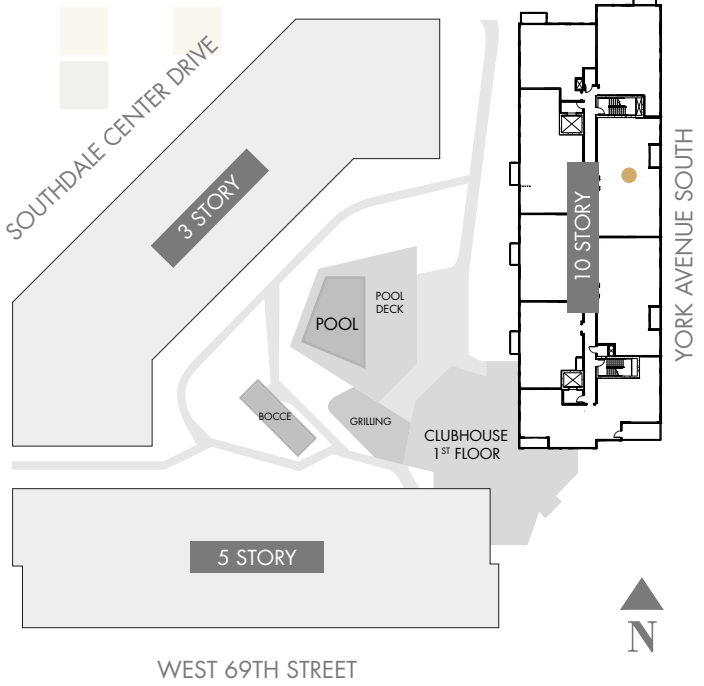 SOUTHDALE CENTER DRIVE
3 STORY
10 STORY
YORK AVENUE SOUTH
POOL
DECK
POOL
BOCCE
GRILLING
CLUBHOUSE
1ST FLOOR
5 STORY
N
WEST 69TH STREET